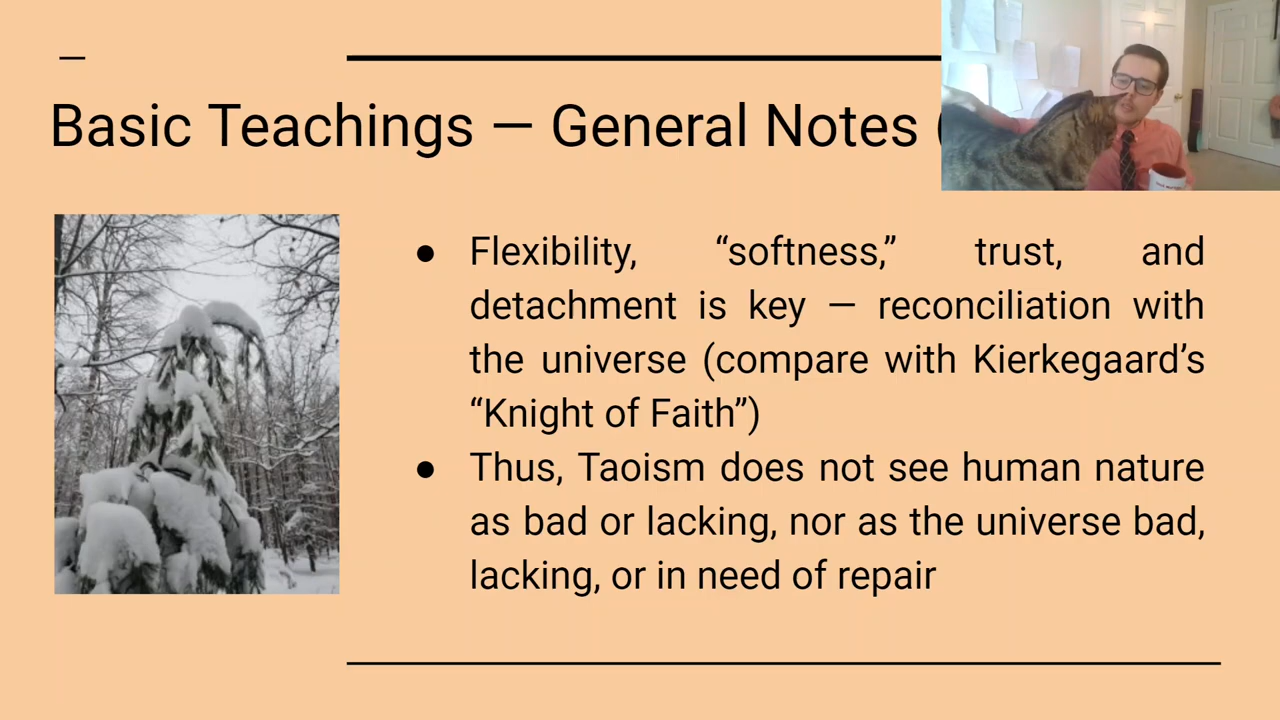 Basic Teachings — General Notes (
● Flexibility, “softness,” trust, and
detachment is key — reconciliation with
the universe (compare with Kierkegaard’s
“Knight of Faith”)
● Thus, Taoism does not see human nature
as bad or lacking, nor as the universe bad,
lacking, or in need of repair